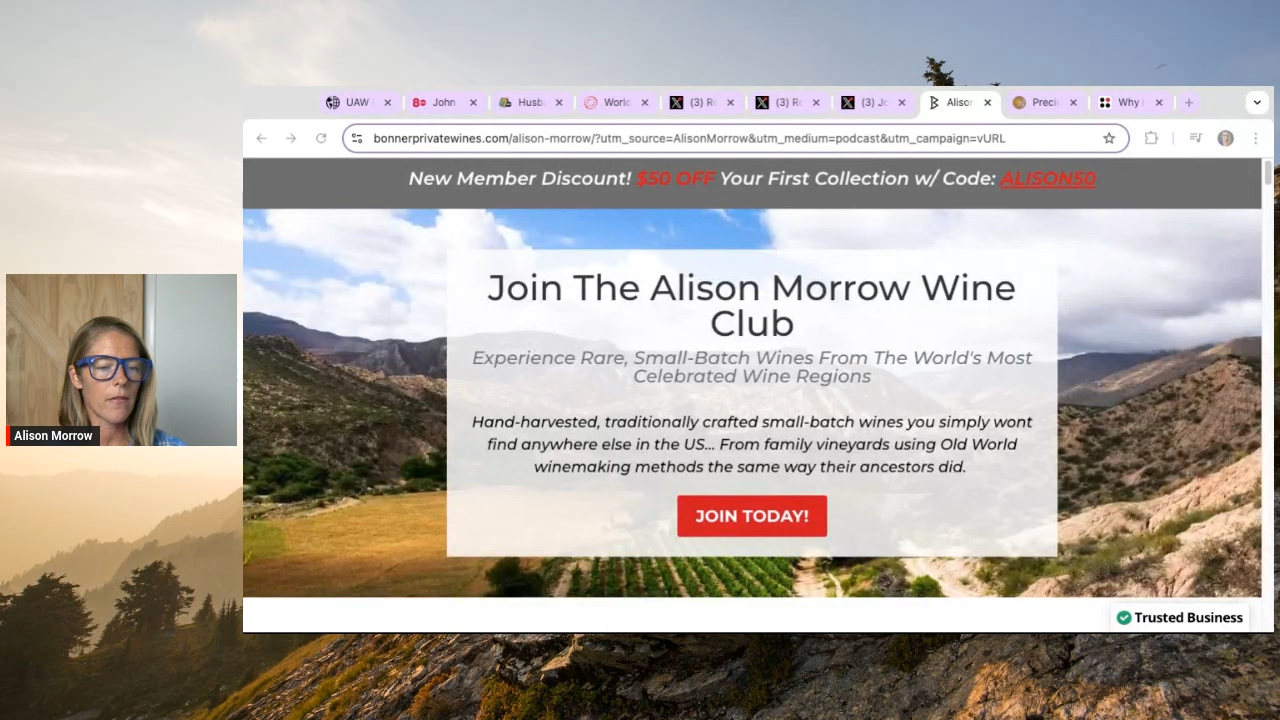 UAW
John
Husb
World
(3) R
(3) R
(3) Jo
Alison
Preci
Why
bonnerprivatewines.com/alison-morrow/?utm_source=AlisonMorrow&utm_medium=podcast&utm_campaign=vURL
New Member Discount! $50 OFF Your First Collection w/ Code: ALISON50
Join The Alison Morrow Wine
Club
Experience Rare, Small-Batch Wines From The World's Most
Celebrated Wine Regions
Hand-harvested, traditionally crafted small-batch wines you simply wont
find anywhere else in the US... From family vineyards using Old World
winemaking methods the same way their ancestors did.
JOIN TODAY!
Alison Morrow
Trusted Business